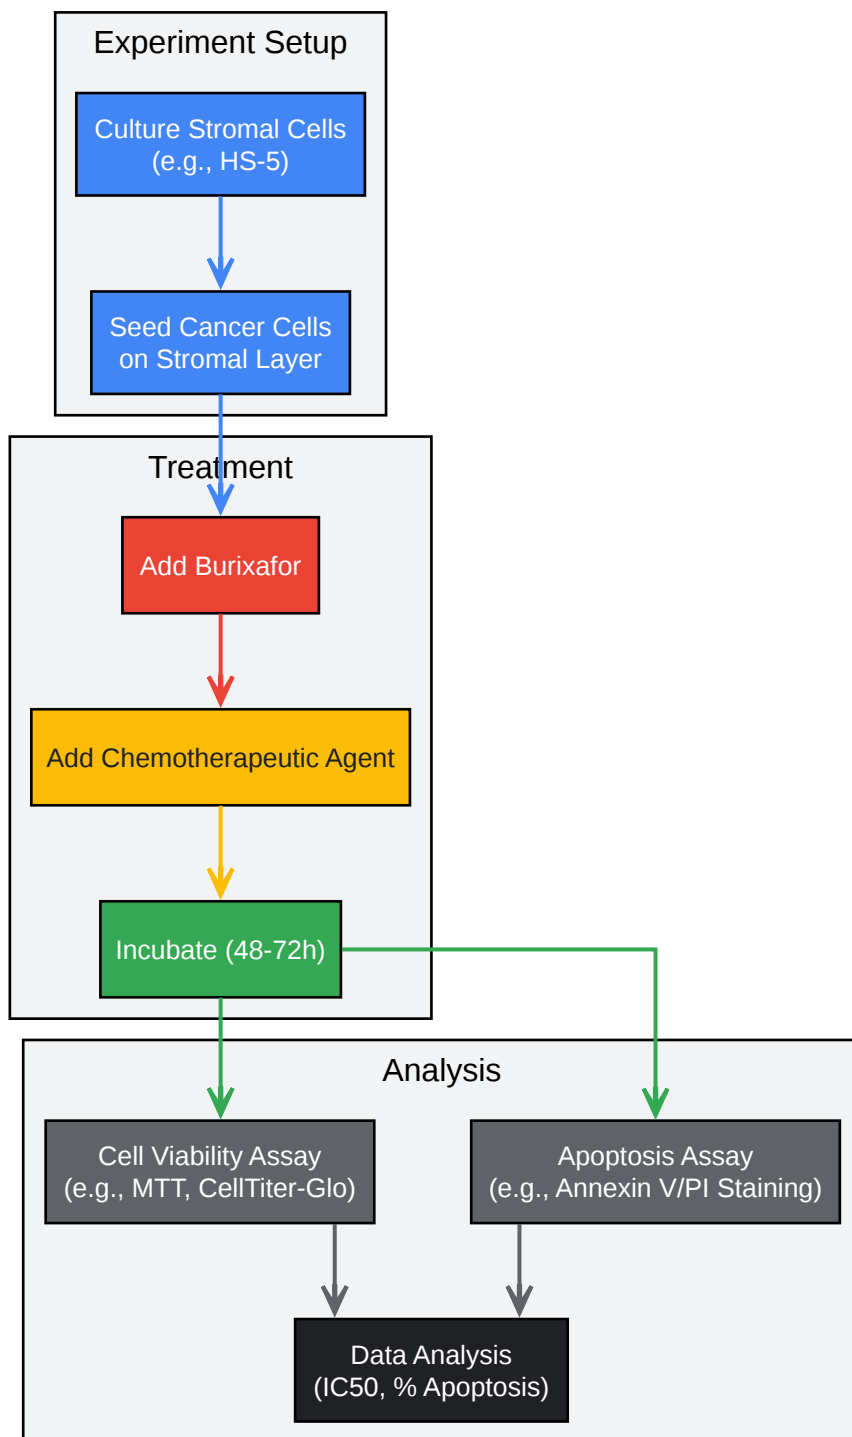 Experiment Setup
Culture Stromal Cells
(e.g., HS-5)
Seed Cancer Cells
on Stromal Layer
Treatment
Add Burixafor
Add Chemotherapeutic Agent
Incubate (48-72h)
Analysis
Cell Viability Assay
(e.g., MTT, CellTiter-Glo)
Apoptosis Assay
(e.g., Annexin V/PI Staining)
Data Analysis
(IC50, % Apoptosis)